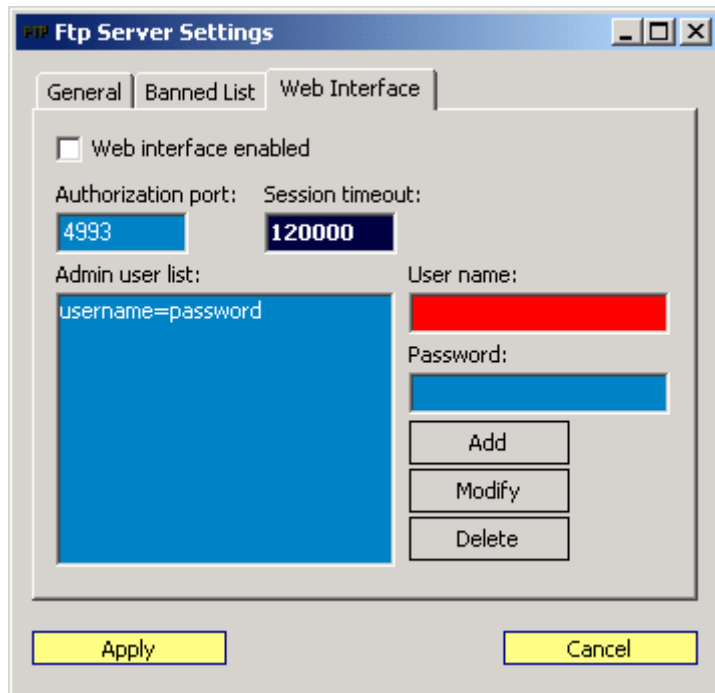 Ftp Server Settings
General Banned List Web Interface
Web interface enabled
Authorization port: Session timeout:
4993 120000
Admin user list: User name:
username=password
Password:
Add
Modify
Delete
Apply Cancel